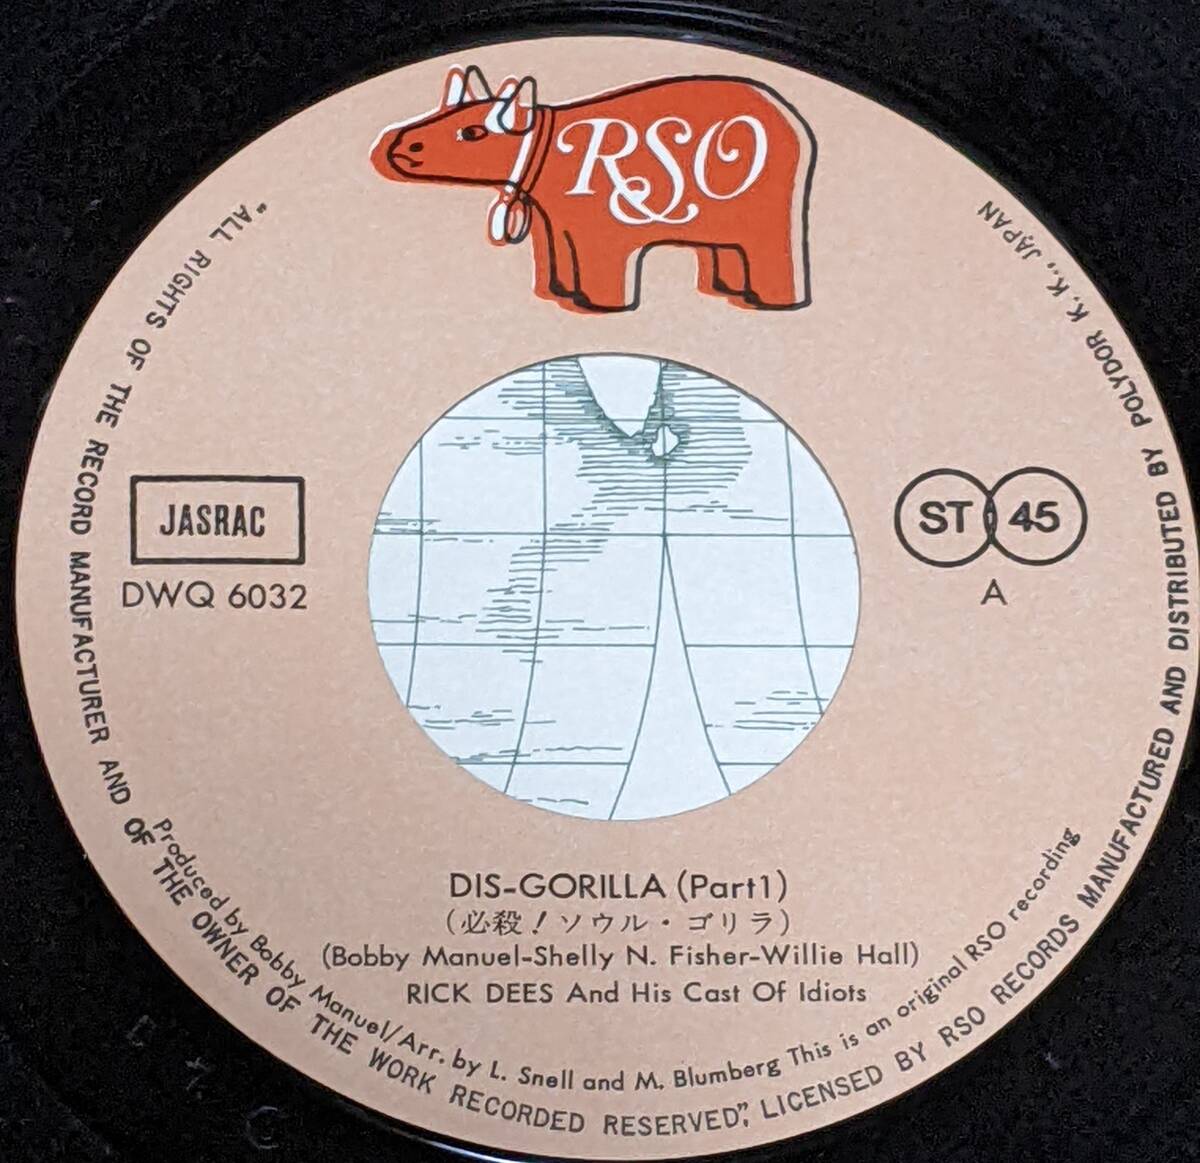 RSO
JASRAC
DWQ 6032
ST 45
A
DIS-GORILLA (Part1)
(必殺!ソウル・ゴリラ)
(Bobby Manuel-Shelly N. Fisher-Willie Hall)
RICK DEES And His Cast Of Idiots
Produced by Bobby Manuel/Arr. by L. Snell and M. Blumberg This is an original RSO recording
"ALL RIGHTS OF THE RECORD MANUFACTURER AND OF THE OWNER OF THE WORK RECORDED RESERVED", LICENSED BY RSO RECORDS MANUFACTURED AND DISTRIBUTED BY POLYDOR K.K., JAPAN